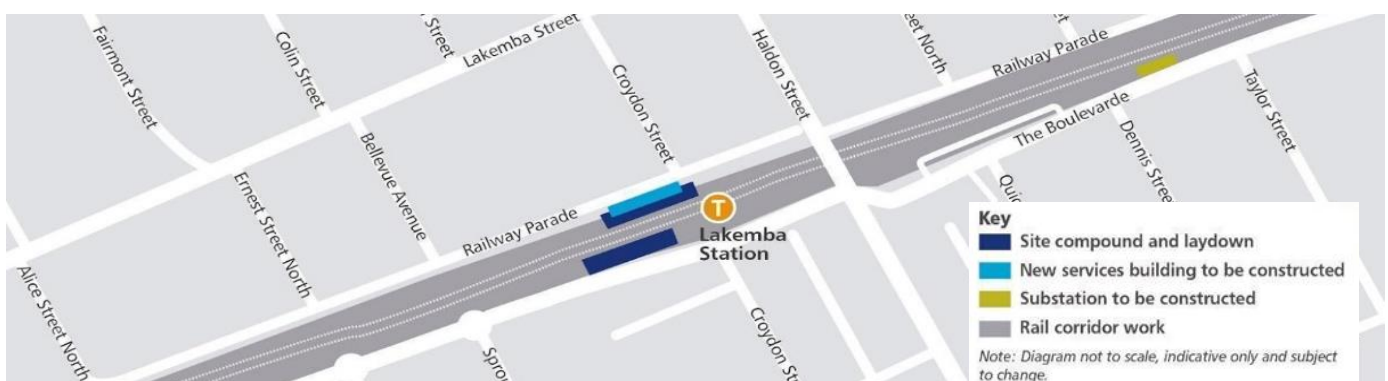 Fairmont Street
Colin Street
Street
Lakemba Street
Croydon Street
Haldon Street
Street North
Railway Parade
Taylor Street
The Boulevarde
Dennis Street
Bellevue Avenue
Ernest Street North
Railway Parade
T
Lakemba
Station
Alice Street North
Croydon St
Key
Site compound and laydown
New services building to be constructed
Substation to be constructed
Rail corridor work
Note: Diagram not to scale, indicative only and subject
to change.